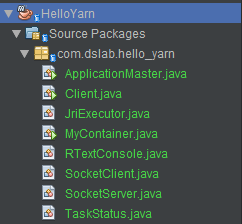 HelloYarn
Source Packages
com.dslab.hello_yarn
ApplicationMaster.java
Client.java
JriExecutor.java
MyContainer.java
RTextConsole.java
SocketClient.java
SocketServer.java
TaskStatus.java